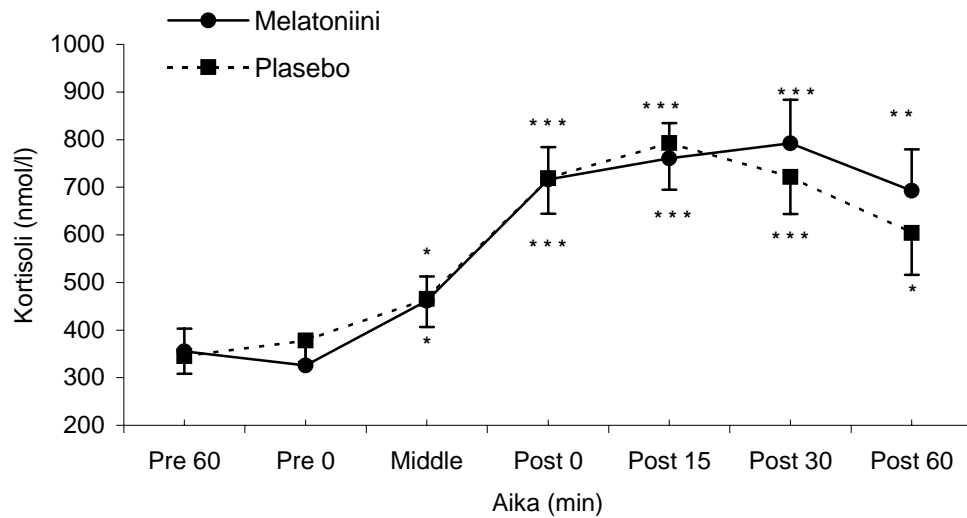 Melatoniini
Plasebo
Kortisoli (nmol/l)
1000
900
800
700
600
500
400
300
200
* * *
* * *
* * *
* *
*
* * *
* * *
* * *
*
*
Pre 60 Pre 0 Middle Post 0 Post 15 Post 30 Post 60
Aika (min)